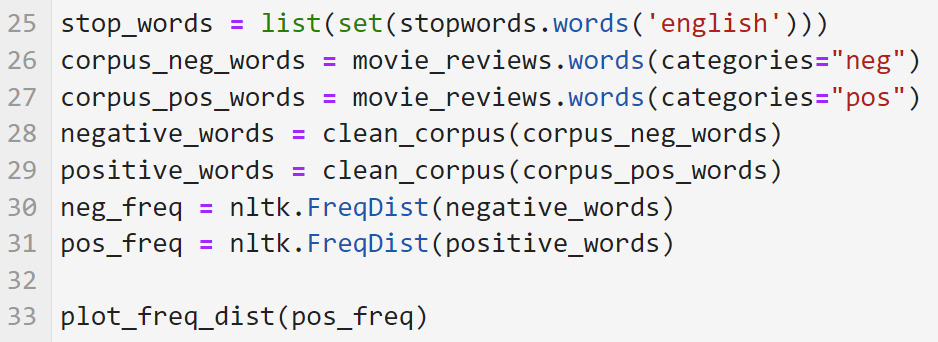 25 stop_words = list(set(stopwords.words('english')))
26 corpus_neg_words = movie_reviews.words(categories="neg")
27 corpus_pos_words = movie_reviews.words(categories="pos")
28 negative_words = clean_corpus(corpus_neg_words)
29 positive_words = clean_corpus(corpus_pos_words)
30 neg_freq = nltk.FreqDist(negative_words)
31 pos_freq = nltk.FreqDist(positive_words)
32
33 plot_freq_dist(pos_freq)